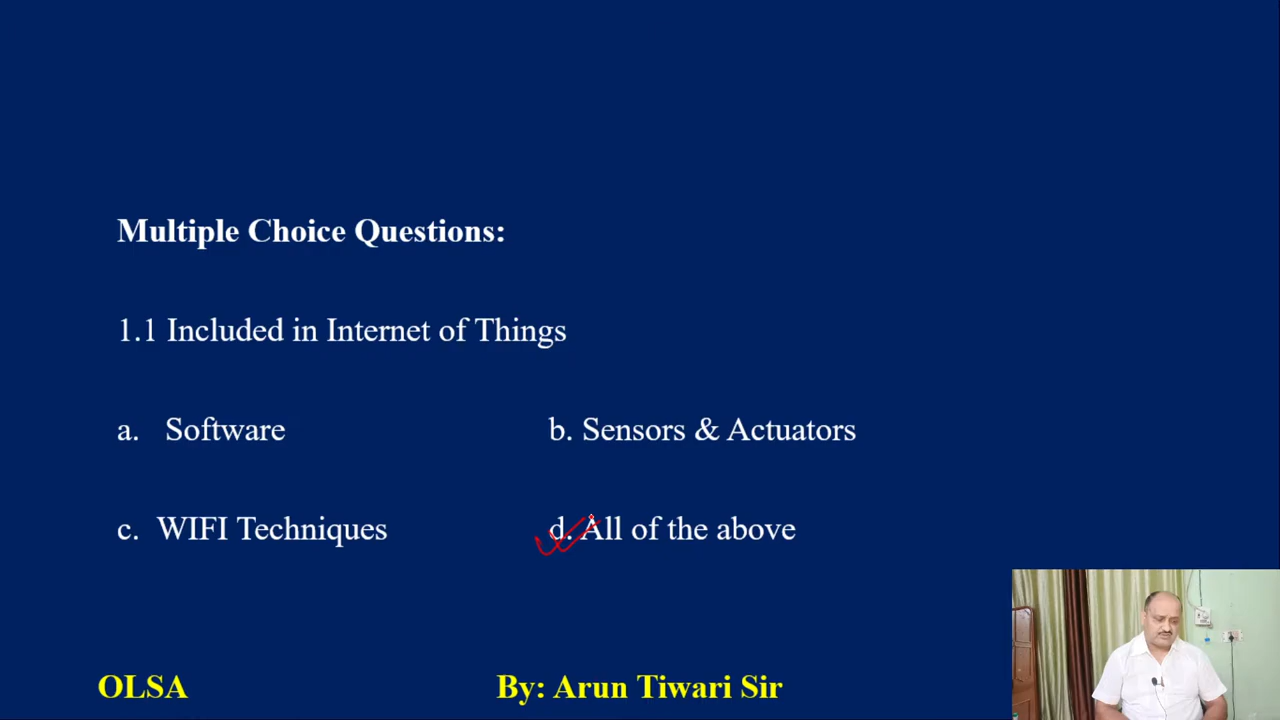 Multiple Choice Questions:
1.1 Included in Internet of Things
a. Software
b. Sensors & Actuators
c. WIFI Techniques
d. All of the above
OLSA
By: Arun Tiwari Sir